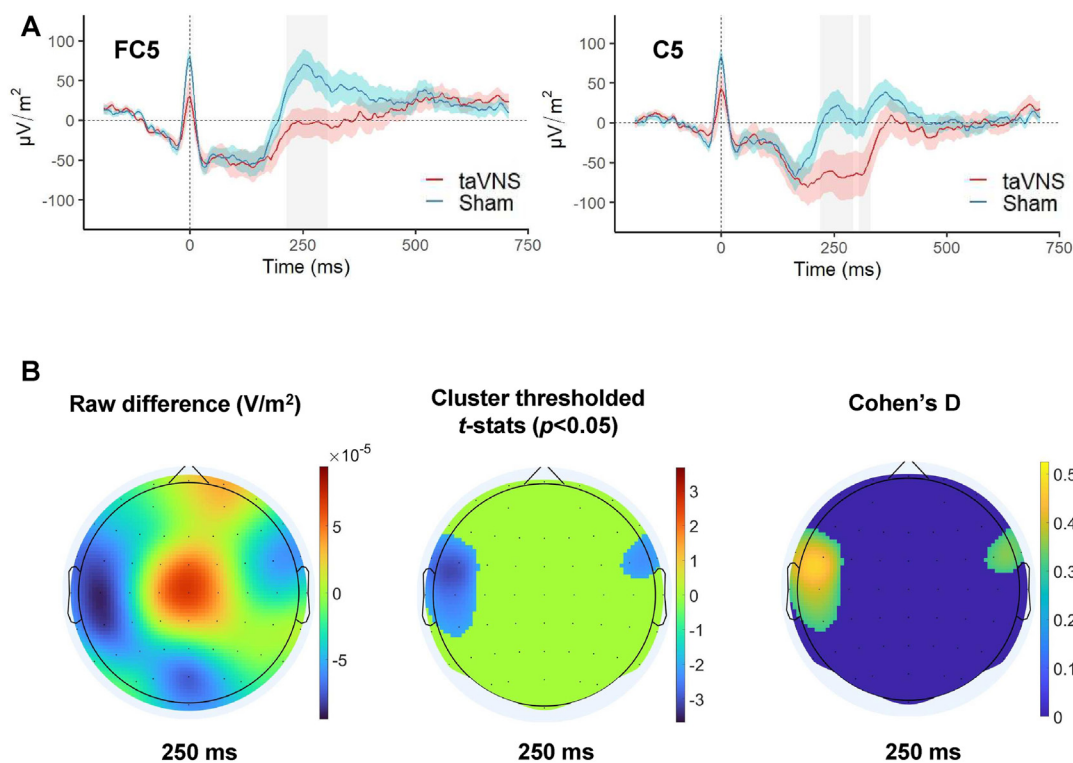 A
FC5
100
50
0
-50
-100
µV/m²
taVNS
Sham
0
250
500
750
Time (ms)
C5
100
50
0
-50
-100
µV/m²
taVNS
Sham
0
250
500
750
Time (ms)
B
Raw difference (V/m²)
×10⁻⁵
5
0
-5
250 ms
Cluster thresholded
t-stats (p<0.05)
3
2
1
0
-1
-2
-3
250 ms
Cohen's D
0.5
0.4
0.3
0.2
0.1
0
250 ms